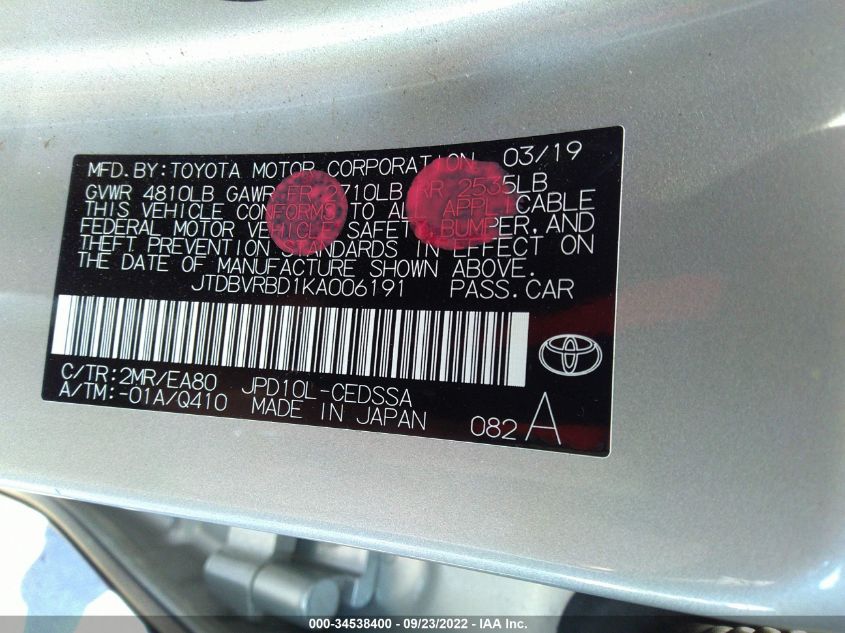 MFD.BY:TOYOTA MOTOR CORPORATION 03/19
GVWR 4810LB GAWR FR 2710LB RR 2535LB
THIS VEHICLE CONFORMS TO ALL APPL CABLE
FEDERAL MOTOR VEHICLE SAFETY,BUMPER,AND
THEFT PREVENTION STANDARDS IN EFFECT ON
THE DATE OF MANUFACTURE SHOWN ABOVE.
JTDBVRBD1KA006191 PASS.CAR
C/TR:2MR/EA80 JPD10L-CEDSSA
A/TM:-01A/Q410 MADE IN JAPAN 082 A
000-34538400 - 09/23/2022 - IAA Inc.